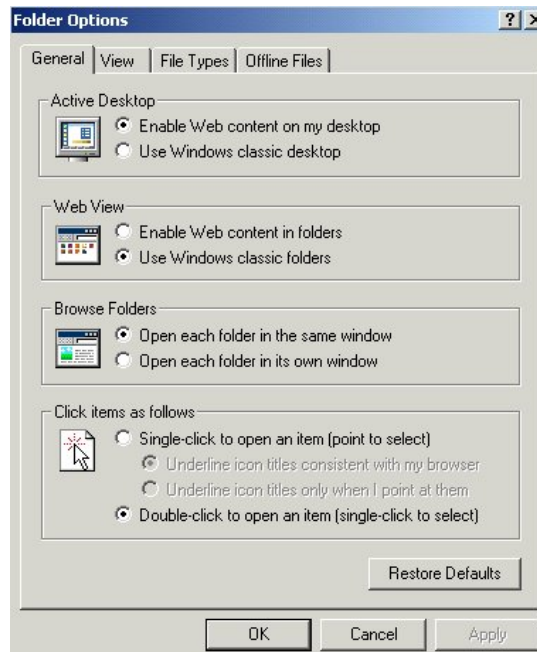 Folder Options
General View File Types Offline Files
Active Desktop
Enable Web content on my desktop
Use Windows classic desktop
Web View
Enable Web content in folders
Use Windows classic folders
Browse Folders
Open each folder in the same window
Open each folder in its own window
Click items as follows
Single-click to open an item (point to select)
Underline icon titles consistent with my browser
Underline icon titles only when I point at them
Double-click to open an item (single-click to select)
Restore Defaults
OK Cancel Apply